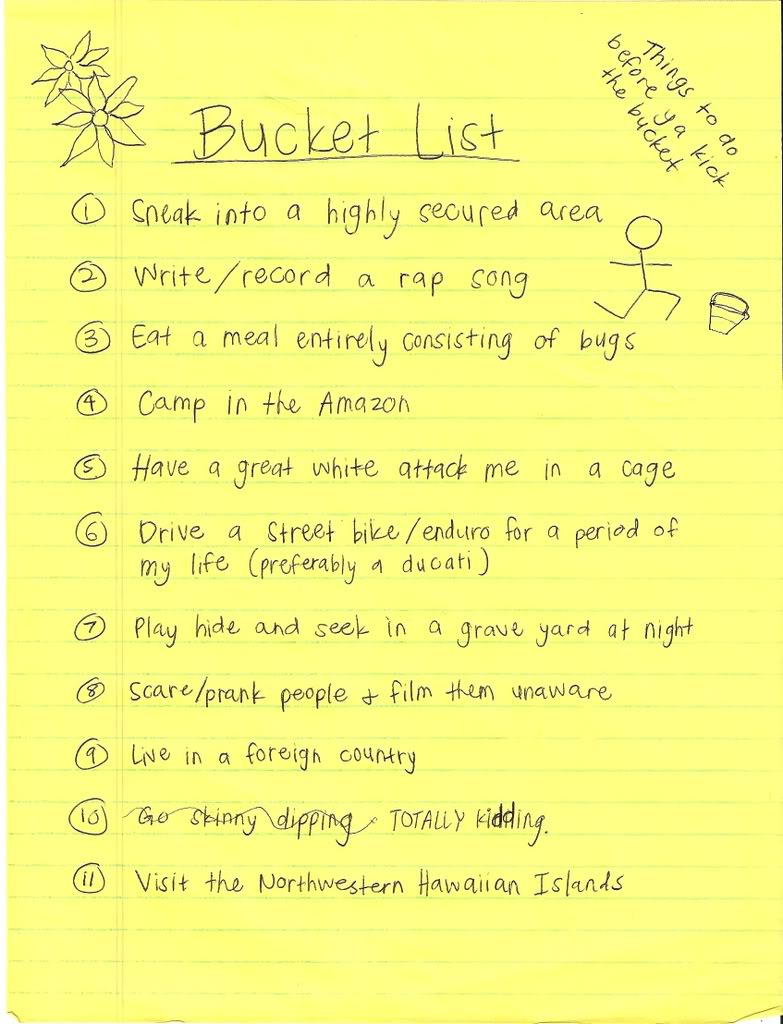 Things to do
before ya kick
the bucket
Bucket List
① Sneak into a highly secured area
② Write/record a rap song
③ Eat a meal entirely consisting of bugs
④ Camp in the Amazon
⑤ Have a great white attack me in a cage
⑥ Drive a street bike/enduro for a period of
my life (preferably a ducati)
⑦ Play hide and seek in a grave yard at night
⑧ Scare/prank people & film them unaware
⑨ Live in a foreign country
⑩ Go skinny dipping. TOTALLY kidding.
⑪ Visit the Northwestern Hawaiian Islands